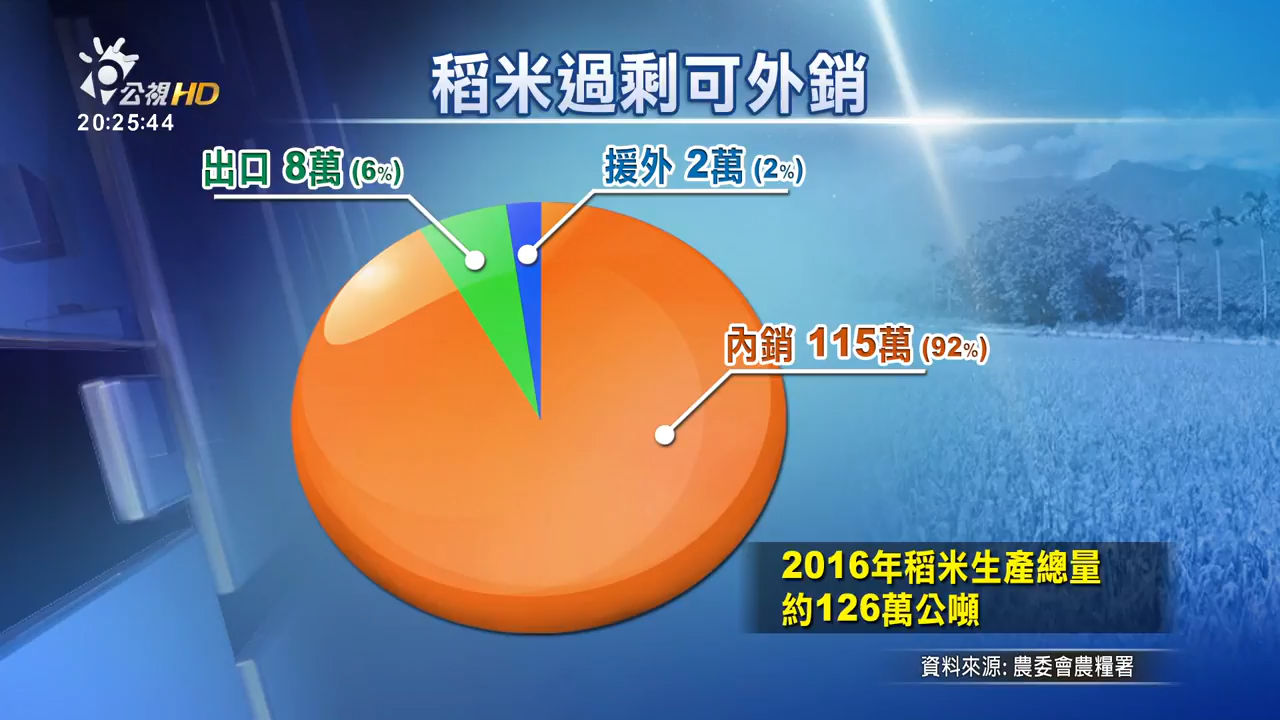 稻米過剩可外銷
公視HD
20:25:44
出口 8萬 (6%)
援外 2萬 (2%)
內銷 115萬 (92%)
2016年稻米生產總量
約126萬公噸
資料來源: 農委會農糧署